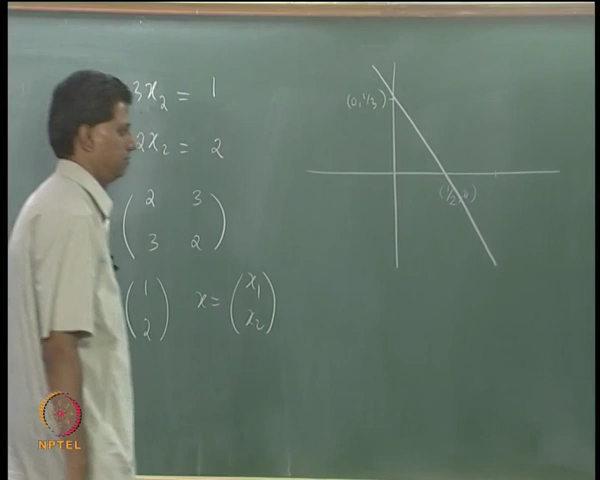 3x₂ = 1
2x₂ = 2
( 2 3
3 2 )
( 1
2 ) x = ( x₁
x₂ )
(0, 1/3)
(1/2, 0)
NPTEL